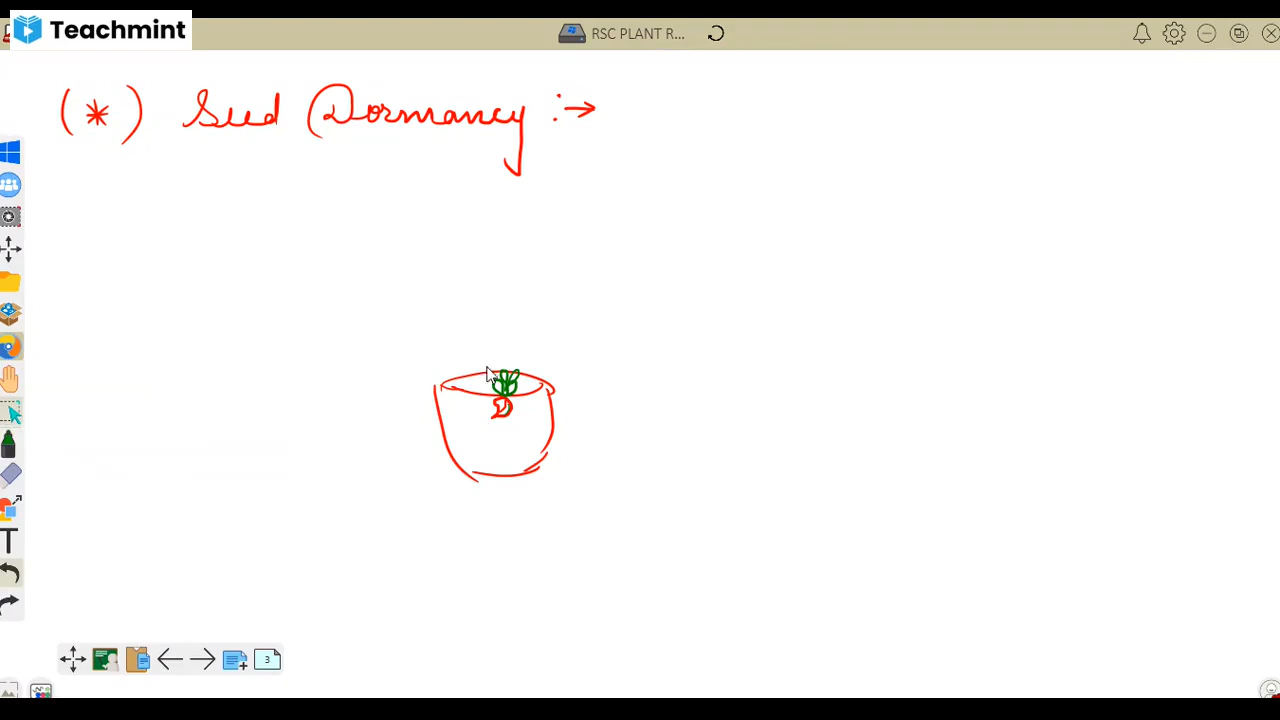 Teachmint
RSC PLANT R...
(*) Seed Dormancy :→
T
3